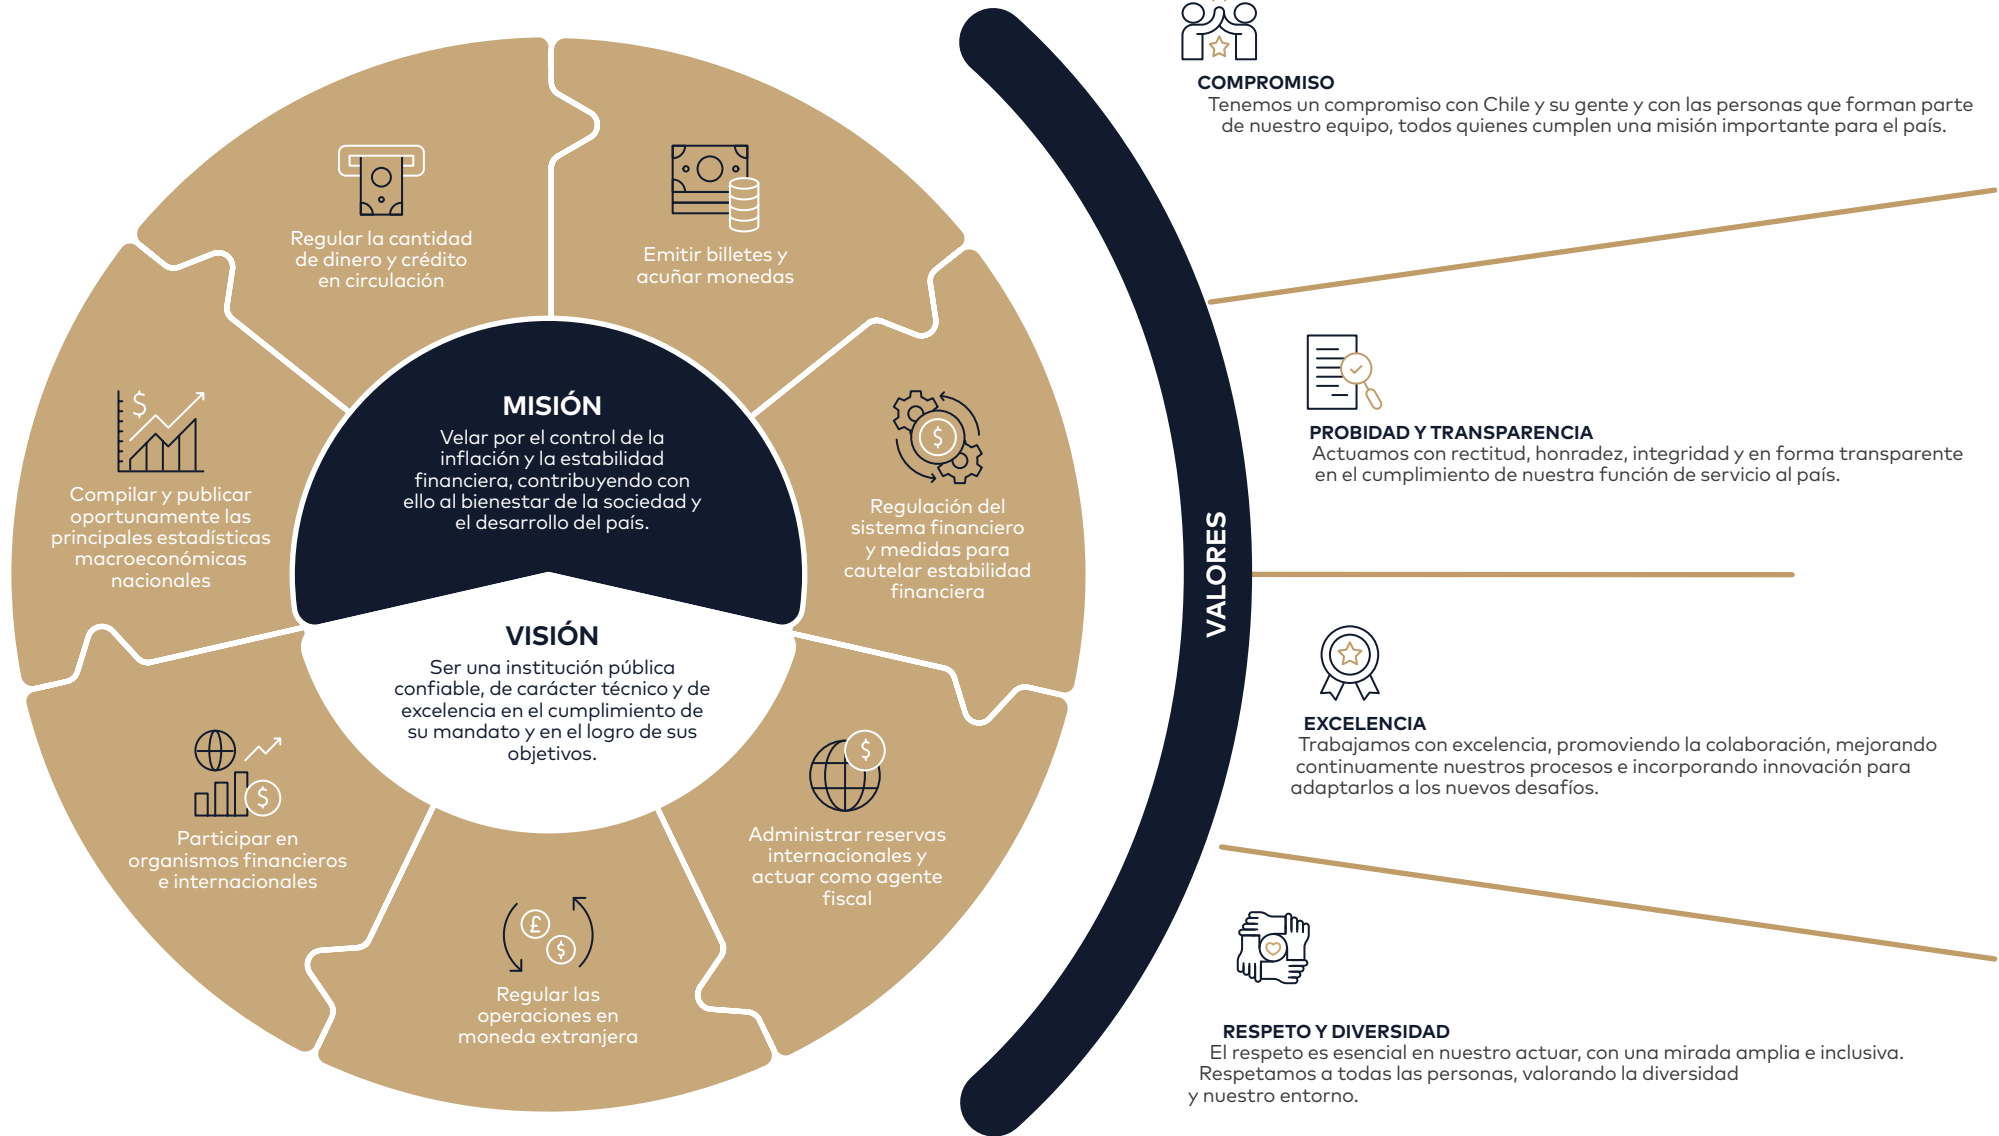 Regular la cantidad
de dinero y crédito
en circulación
Emitir billetes y
acuñar monedas
Compilar y publicar
oportunamente las
principales estadísticas
macroeconómicas
nacionales
MISIÓN
Velar por el control de la
inflación y la estabilidad
financiera, contribuyendo con
ello al bienestar de la sociedad y
el desarrollo del país.
Regulación del
sistema financiero
y medidas para
cautelar estabilidad
financiera
VISIÓN
Ser una institución pública
confiable, de carácter técnico y de
excelencia en el cumplimiento de
su mandato y en el logro de sus
objetivos.
Participar en
organismos financieros
e internacionales
Regular las
operaciones en
moneda extranjera
Administrar reservas
internacionales y
actuar como agente
fiscal
VALORES
COMPROMISO
Tenemos un compromiso con Chile y su gente y con las personas que forman parte
de nuestro equipo, todos quienes cumplen una misión importante para el país.
PROBIDAD Y TRANSPARENCIA
Actuamos con rectitud, honradez, integridad y en forma transparente
en el cumplimiento de nuestra función de servicio al país.
EXCELENCIA
Trabajamos con excelencia, promoviendo la colaboración, mejorando
continuamente nuestros procesos e incorporando innovación para
adaptarlos a los nuevos desafíos.
RESPETO Y DIVERSIDAD
El respeto es esencial en nuestro actuar, con una mirada amplia e inclusiva.
Respetamos a todas las personas, valorando la diversidad
y nuestro entorno.